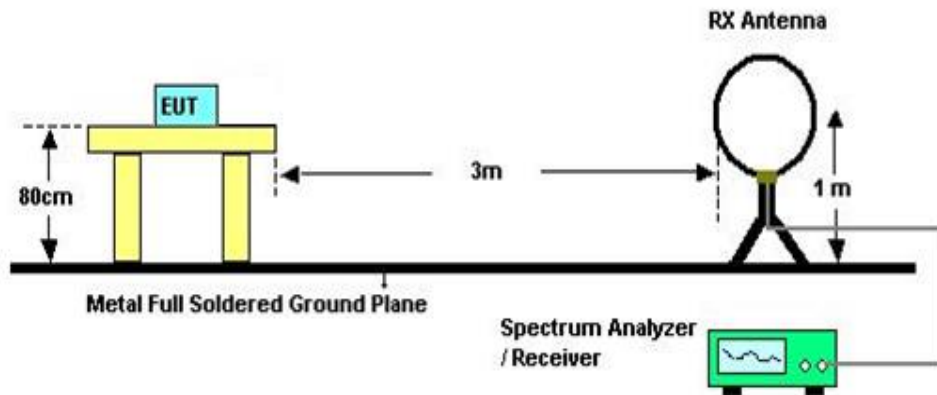 RX Antenna
EUT
3m
80cm
1 m
Metal Full Soldered Ground Plane
Spectrum Analyzer
/ Receiver